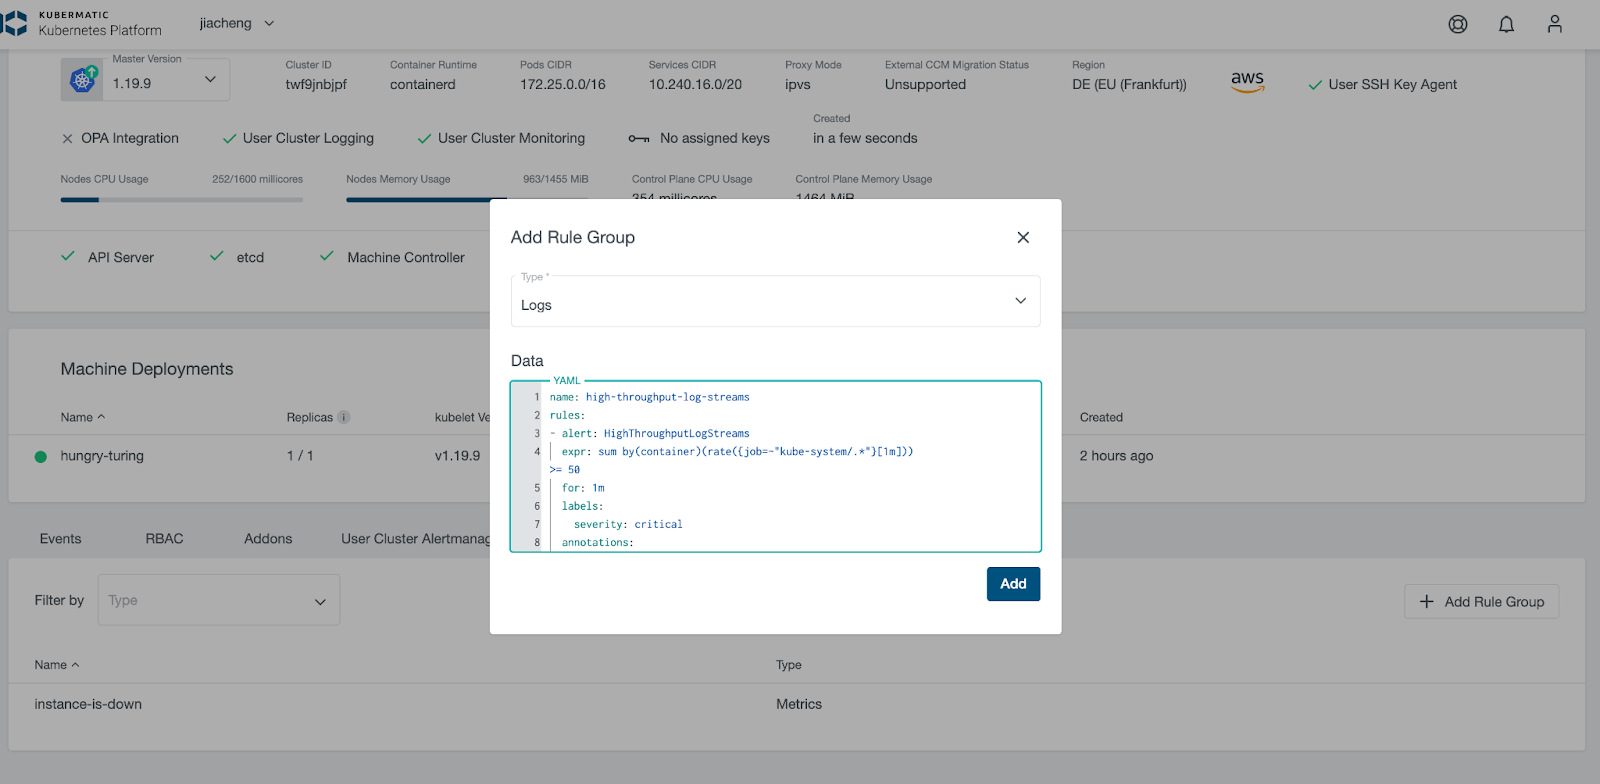 KUBERMATIC
Kubernetes Platform
jiacheng
Master Version
1.19.9
Cluster ID
twf9jnbjpf
Container Runtime
containerd
Pods CIDR
172.25.0.0/16
Services CIDR
10.240.16.0/20
Proxy Mode
ipvs
External CCM Migration Status
Unsupported
Region
DE (EU (Frankfurt))
aws
User SSH Key Agent
OPA Integration
User Cluster Logging
User Cluster Monitoring
No assigned keys
Created
in a few seconds
Nodes CPU Usage
252/1600 millicores
Nodes Memory Usage
963/1455 MiB
Control Plane CPU Usage
354 millicores
Control Plane Memory Usage
1464 MiB
API Server
etcd
Machine Controller
Add Rule Group
Type *
Logs
Data
YAML
1 name: high-throughput-log-streams
2 rules:
3 - alert: HighThroughputLogStreams
4 expr: sum by(container)(rate({job=~"kube-system/.*"}[1m]))
>= 50
5 for: 1m
6 labels:
7 severity: critical
8 annotations:
Add
Machine Deployments
Name
Replicas
kubelet Ve
Created
hungry-turing
1 / 1
v1.19.9
2 hours ago
Events
RBAC
Addons
User Cluster Alertmanag
Filter by
Type
Add Rule Group
Name
Type
instance-is-down
Metrics